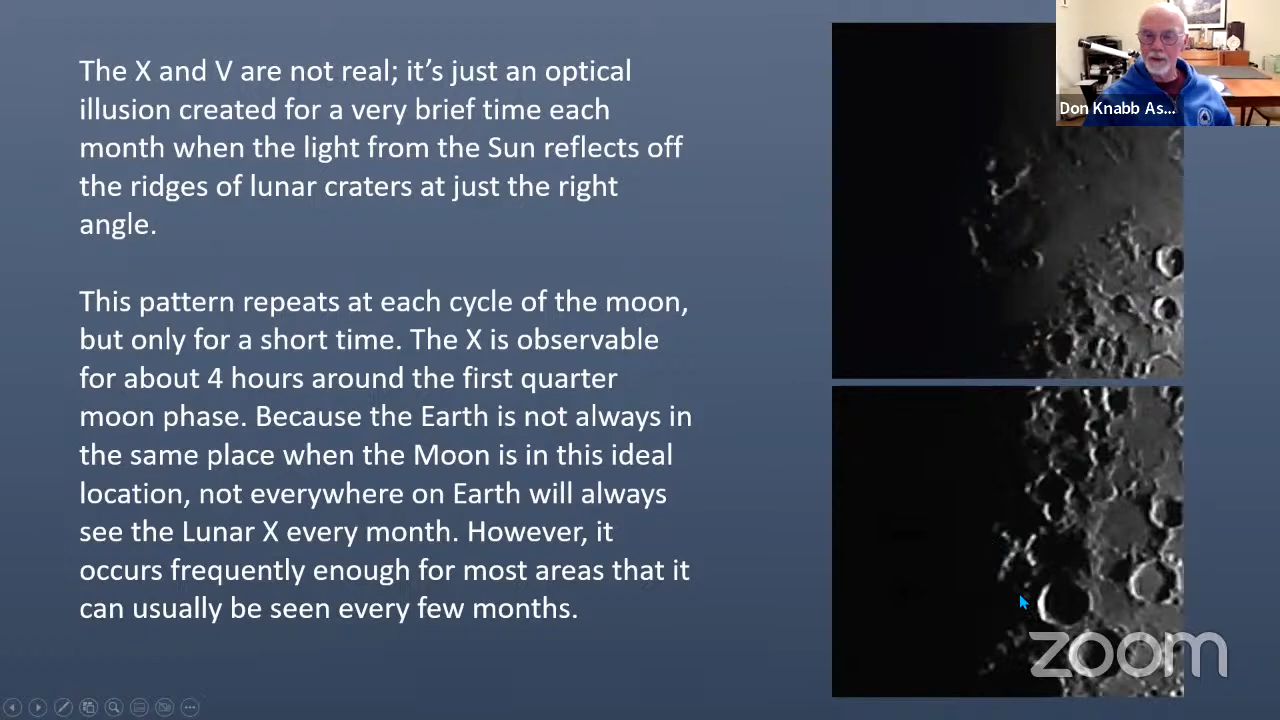 The X and V are not real; it’s just an optical
illusion created for a very brief time each
month when the light from the Sun reflects off
the ridges of lunar craters at just the right
angle.
This pattern repeats at each cycle of the moon,
but only for a short time. The X is observable
for about 4 hours around the first quarter
moon phase. Because the Earth is not always in
the same place when the Moon is in this ideal
location, not everywhere on Earth will always
see the Lunar X every month. However, it
occurs frequently enough for most areas that it
can usually be seen every few months.
Don Knabb As...
zoom